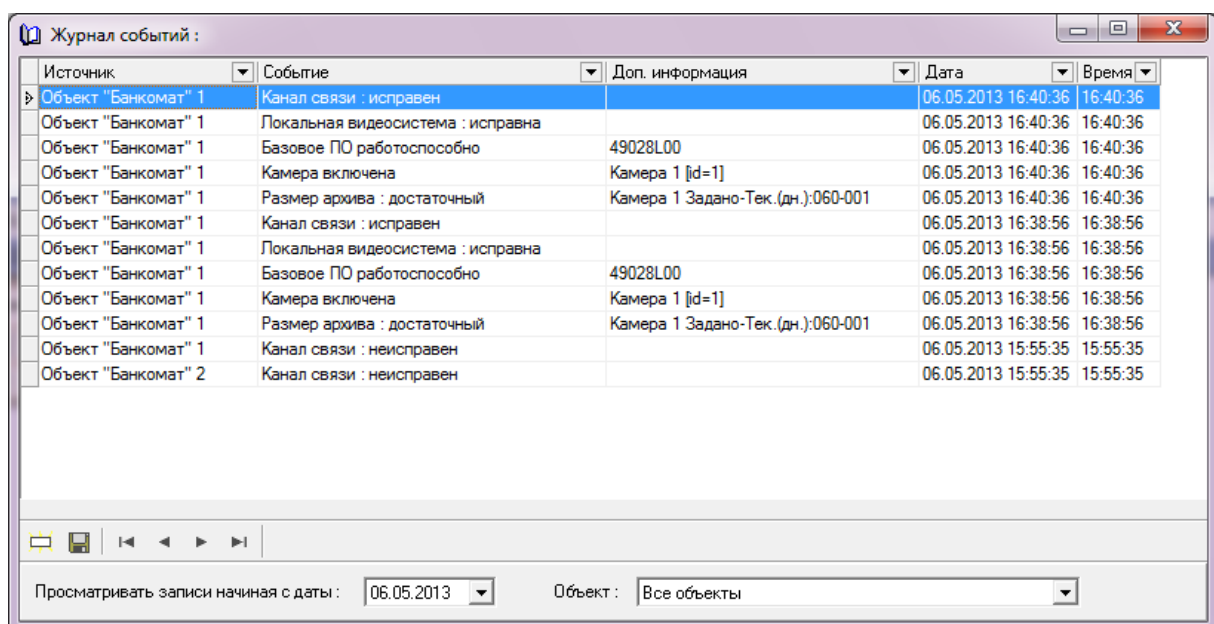 Журнал событий :
Источник Событие Доп. информация Дата Время
Объект "Банкомат" 1 Канал связи : исправен 06.05.2013 16:40:36 16:40:36
Объект "Банкомат" 1 Локальная видеосистема : исправна 06.05.2013 16:40:36 16:40:36
Объект "Банкомат" 1 Базовое ПО работоспособно 49028L00 06.05.2013 16:40:36 16:40:36
Объект "Банкомат" 1 Камера включена Камера 1 [id=1] 06.05.2013 16:40:36 16:40:36
Объект "Банкомат" 1 Размер архива : достаточный Камера 1 Задано-Тек.(дн.):060-001 06.05.2013 16:40:36 16:40:36
Объект "Банкомат" 1 Канал связи : исправен 06.05.2013 16:38:56 16:38:56
Объект "Банкомат" 1 Локальная видеосистема : исправна 06.05.2013 16:38:56 16:38:56
Объект "Банкомат" 1 Базовое ПО работоспособно 49028L00 06.05.2013 16:38:56 16:38:56
Объект "Банкомат" 1 Камера включена Камера 1 [id=1] 06.05.2013 16:38:56 16:38:56
Объект "Банкомат" 1 Размер архива : достаточный Камера 1 Задано-Тек.(дн.):060-001 06.05.2013 16:38:56 16:38:56
Объект "Банкомат" 1 Канал связи : неисправен 06.05.2013 15:55:35 15:55:35
Объект "Банкомат" 2 Канал связи : неисправен 06.05.2013 15:55:35 15:55:35
Просматривать записи начиная с даты : 06.05.2013 Объект : Все объекты